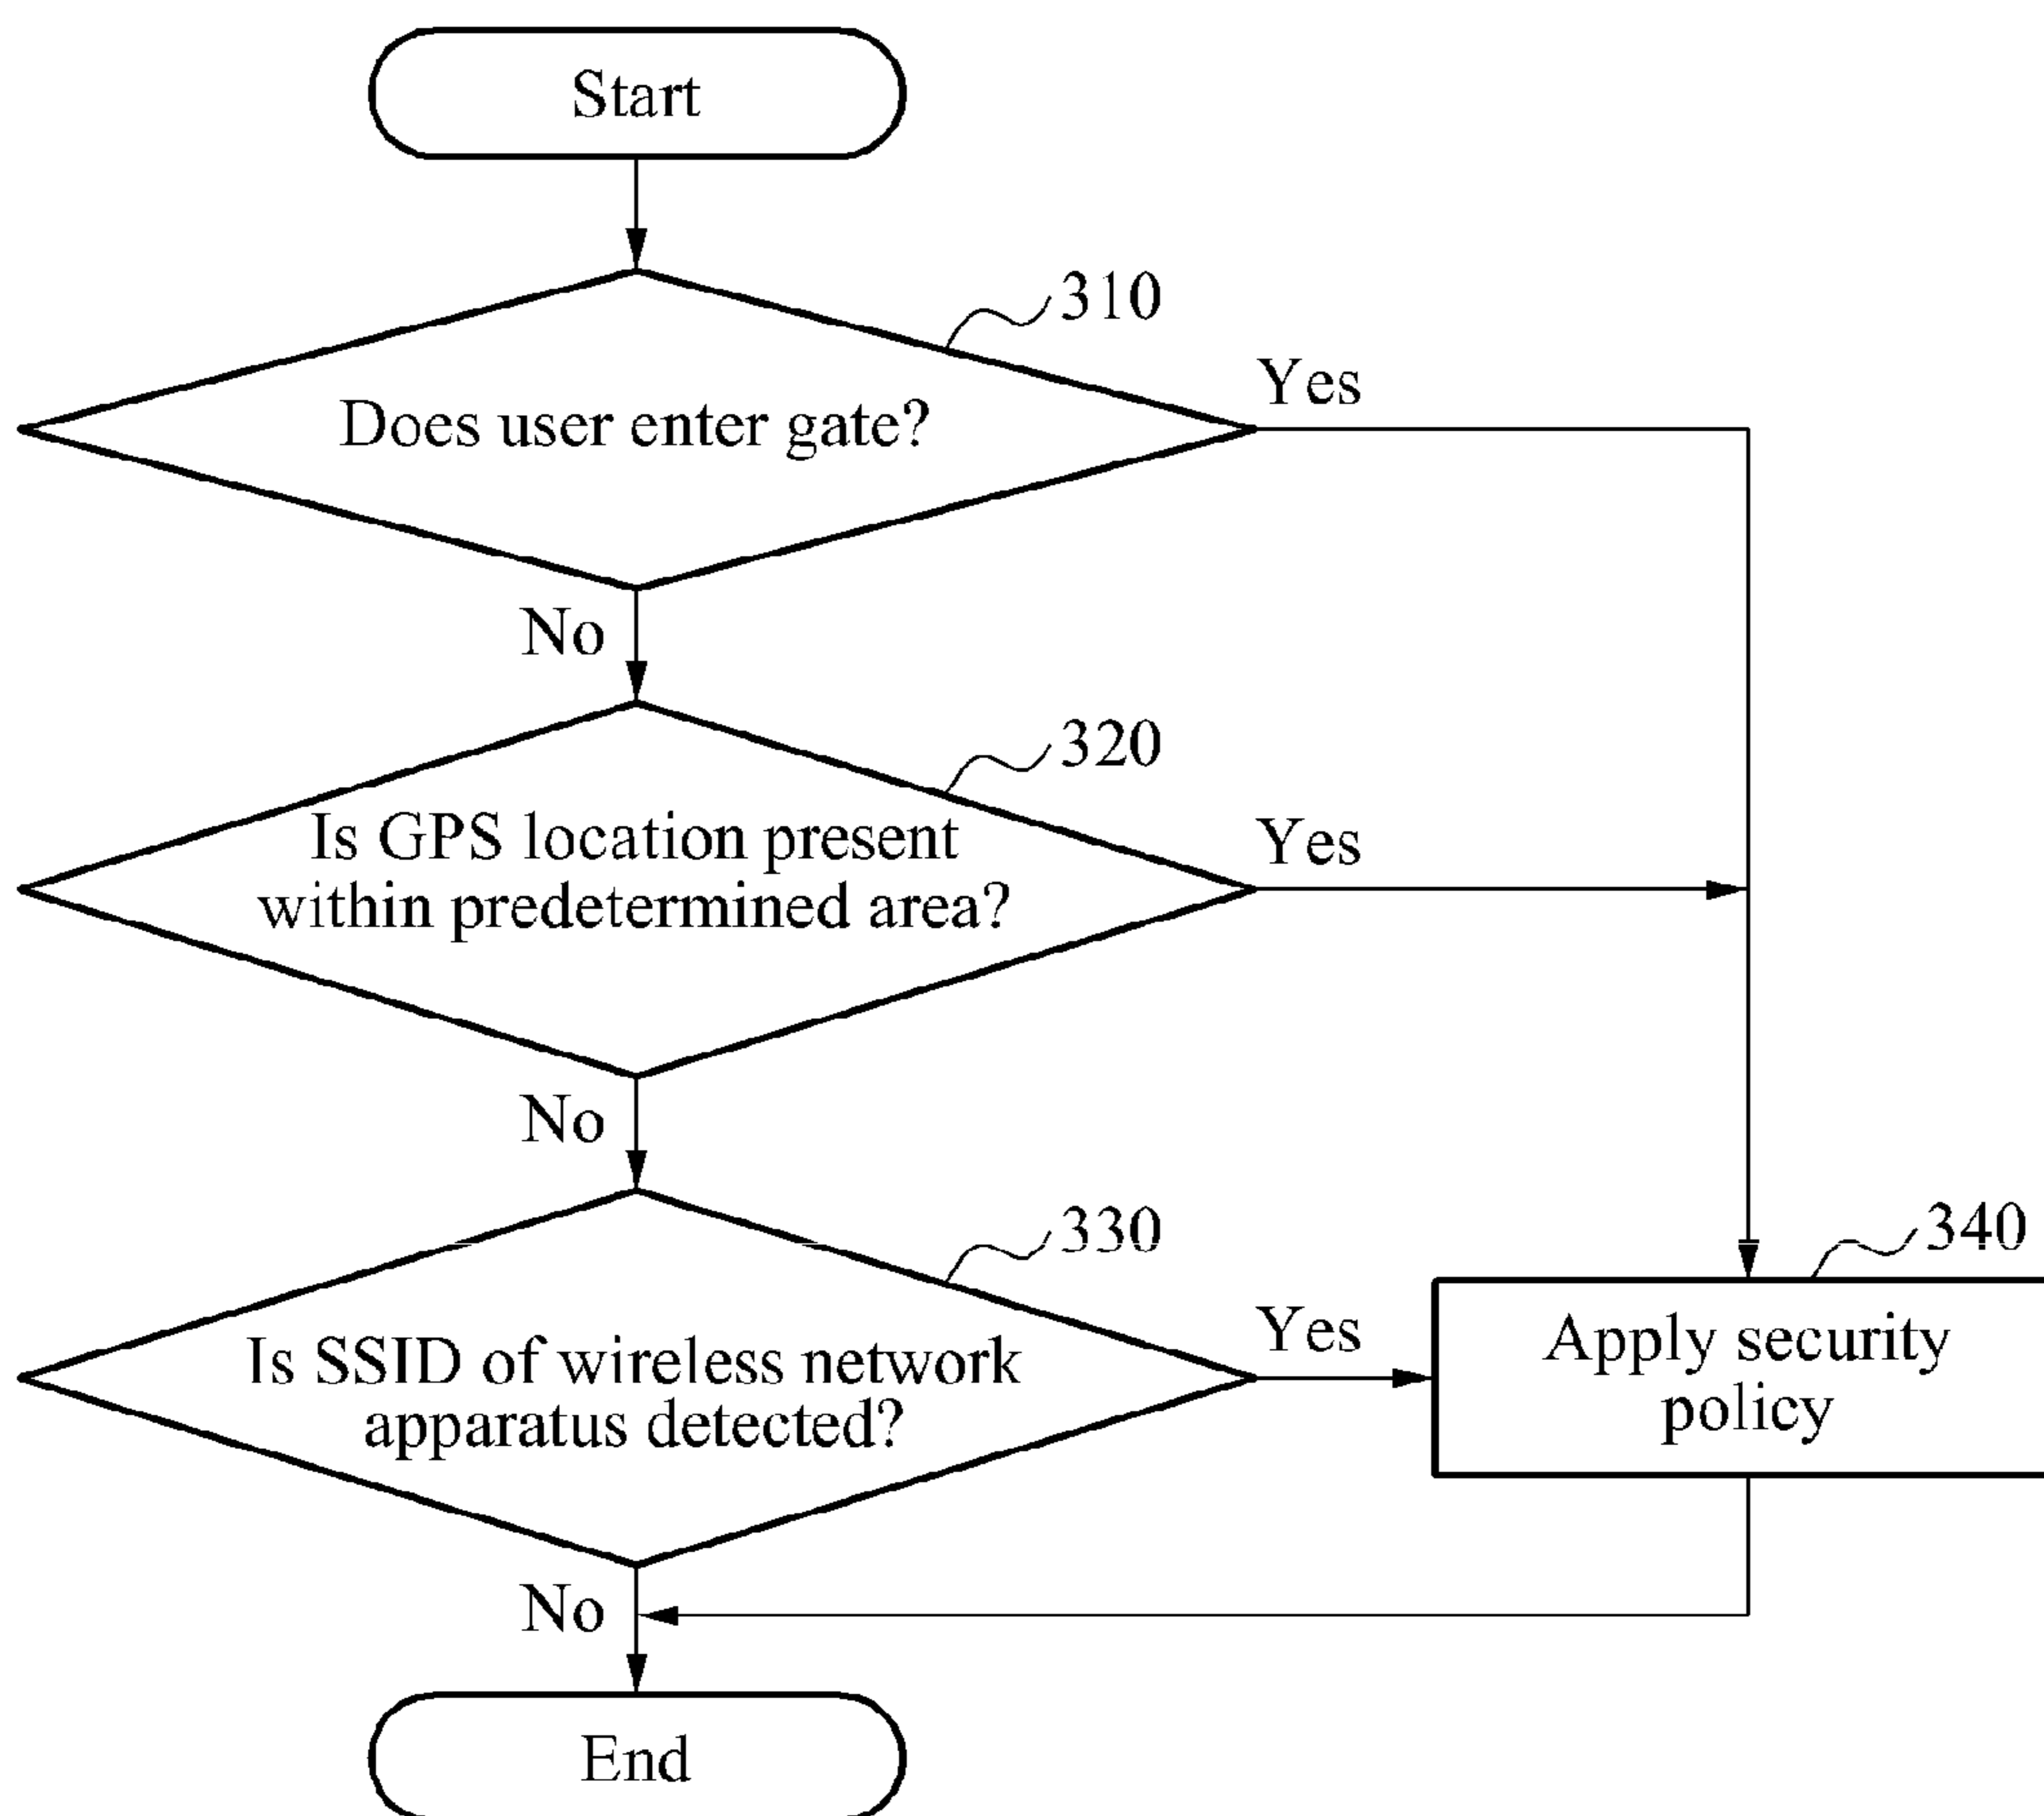 Start
310
Does user enter gate?
Yes
No
320
Is GPS location present
within predetermined area?
Yes
No
330
Is SSID of wireless network
apparatus detected?
Yes
340
Apply security
policy
No
End